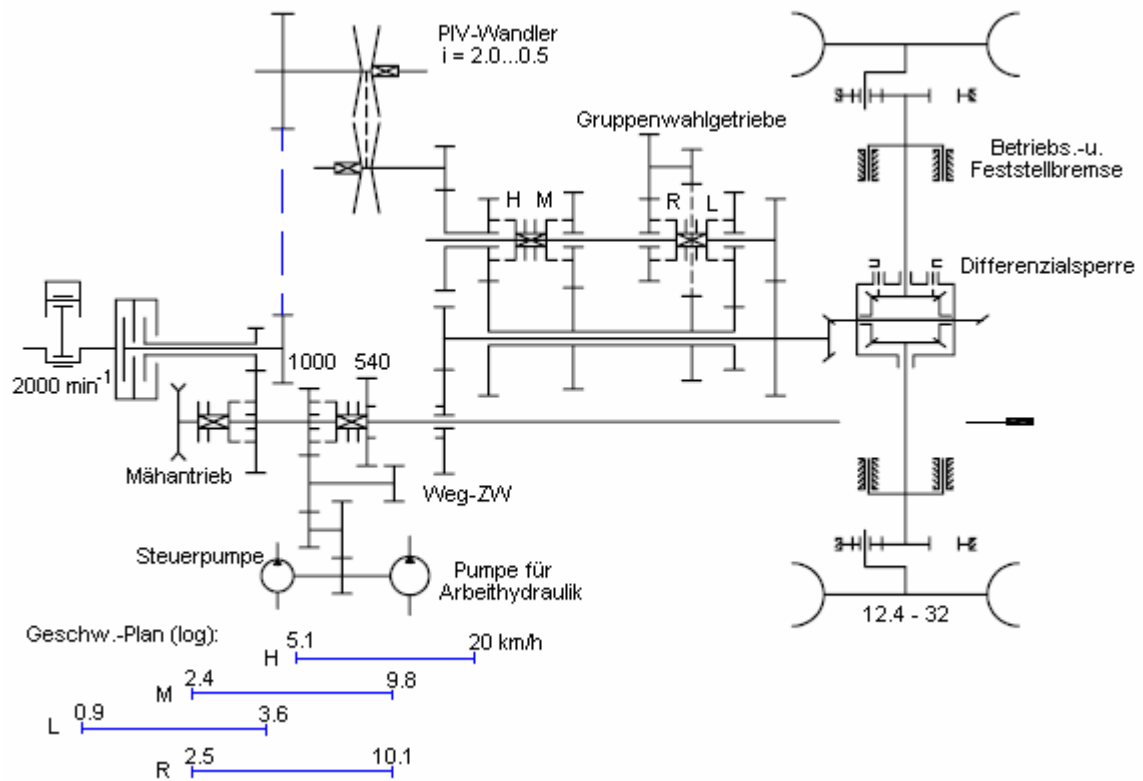 PIV-Wandler
i = 2.0...0.5
Gruppenwahlgetriebe
Betriebs.-u.
Feststellbremse
H M
R L
Differenzialsperre
2000 min⁻¹
1000 540
Mähantrieb
Weg-ZW
Steuerpumpe
Pumpe für
Arbeithydraulik
12.4 - 32
Geschw.-Plan (log):
H 5.1 20 km/h
M 2.4 9.8
L 0.9 3.6
R 2.5 10.1